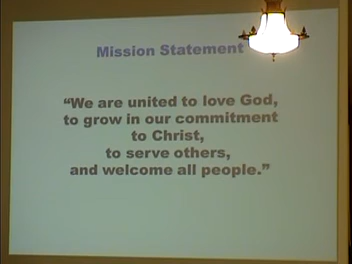 Mission Statement
“We are united to love God,
to grow in our commitment
to Christ,
to serve others,
and welcome all people.”